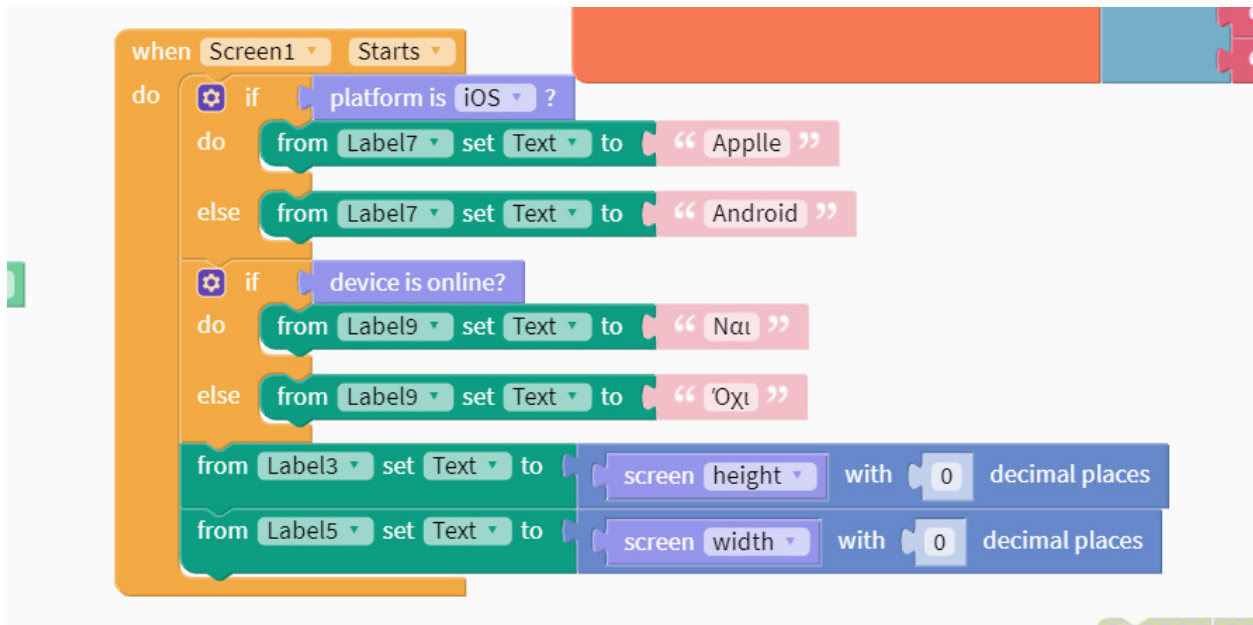 when Screen1 Starts
do if platform is iOS ?
do from Label7 set Text to “ Applle ”
else from Label7 set Text to “ Android ”
if device is online?
do from Label9 set Text to “ Ναι ”
else from Label9 set Text to “ Όχι ”
from Label3 set Text to screen height with 0 decimal places
from Label5 set Text to screen width with 0 decimal places